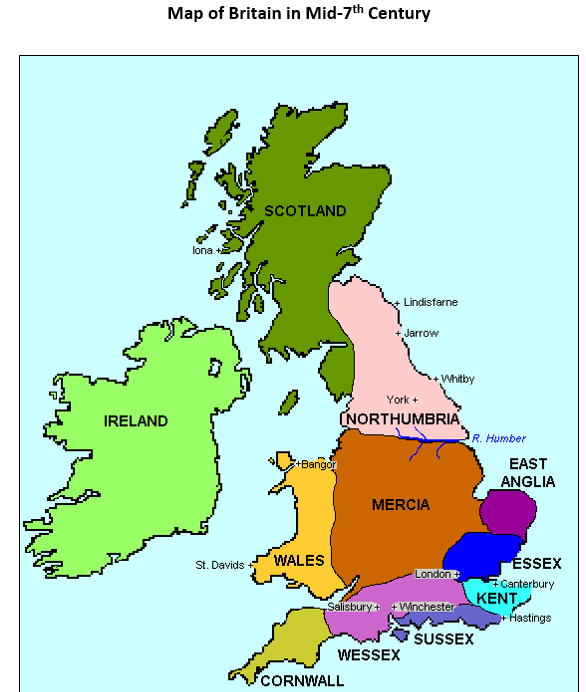 Map of Britain in Mid-7th Century
SCOTLAND
Iona
Lindisfarne
Jarrow
Whitby
York
IRELAND
NORTHUMBRIA
R. Humber
Bangor
EAST
ANGLIA
MERCIA
St. Davids
WALES
ESSEX
London
Canterbury
KENT
Salisbury
Winchester
Hastings
SUSSEX
WESSEX
CORNWALL